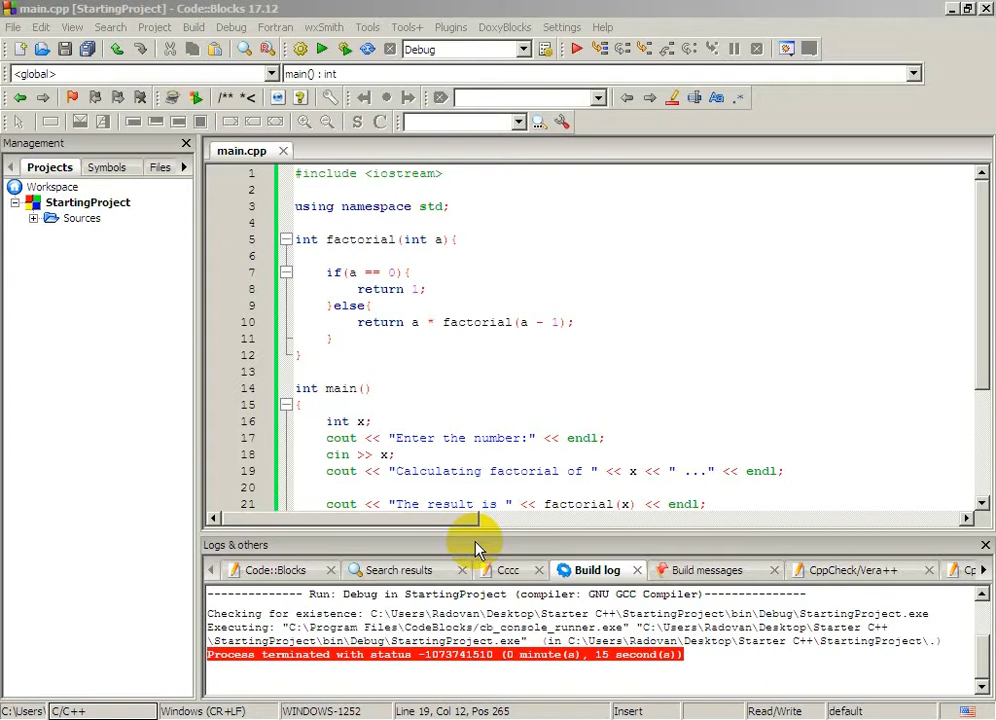 main.cpp [StartingProject] - Code::Blocks 17.12
File Edit View Search Project Build Debug Fortran wxSmith Tools Tools+ Plugins DoxyBlocks Settings Help
Debug
<global> main() : int
/** *<
S C
Management
Projects Symbols Files
Workspace
StartingProject
Sources
main.cpp
1 #include <iostream>
2
3 using namespace std;
4
5 int factorial(int a){
6
7 if(a == 0){
8 return 1;
9 }else{
10 return a * factorial(a - 1);
11 }
12 }
13
14 int main()
15 {
16 int x;
17 cout << "Enter the number:" << endl;
18 cin >> x;
19 cout << "Calculating factorial of " << x << " ..." << endl;
20
21 cout << "The result is " << factorial(x) << endl;
Logs & others
Code::Blocks Search results Cccc Build log Build messages CppCheck/Vera++ Cp
-------------- Run: Debug in StartingProject (compiler: GNU GCC Compiler)---------------
Checking for existence: C:\Users\Radovan\Desktop\Starter C++\StartingProject\bin\Debug\StartingProject.exe
Executing: "C:\Program Files\CodeBlocks/cb_console_runner.exe" "C:\Users\Radovan\Desktop\Starter C++
\StartingProject\bin\Debug\StartingProject.exe" (in C:\Users\Radovan\Desktop\Starter C++\StartingProject\.)
Process terminated with status -1073741510 (0 minute(s), 15 second(s))
C:\Users\ C/C++ Windows (CR+LF) WINDOWS-1252 Line 19, Col 12, Pos 265 Insert Read/Write default